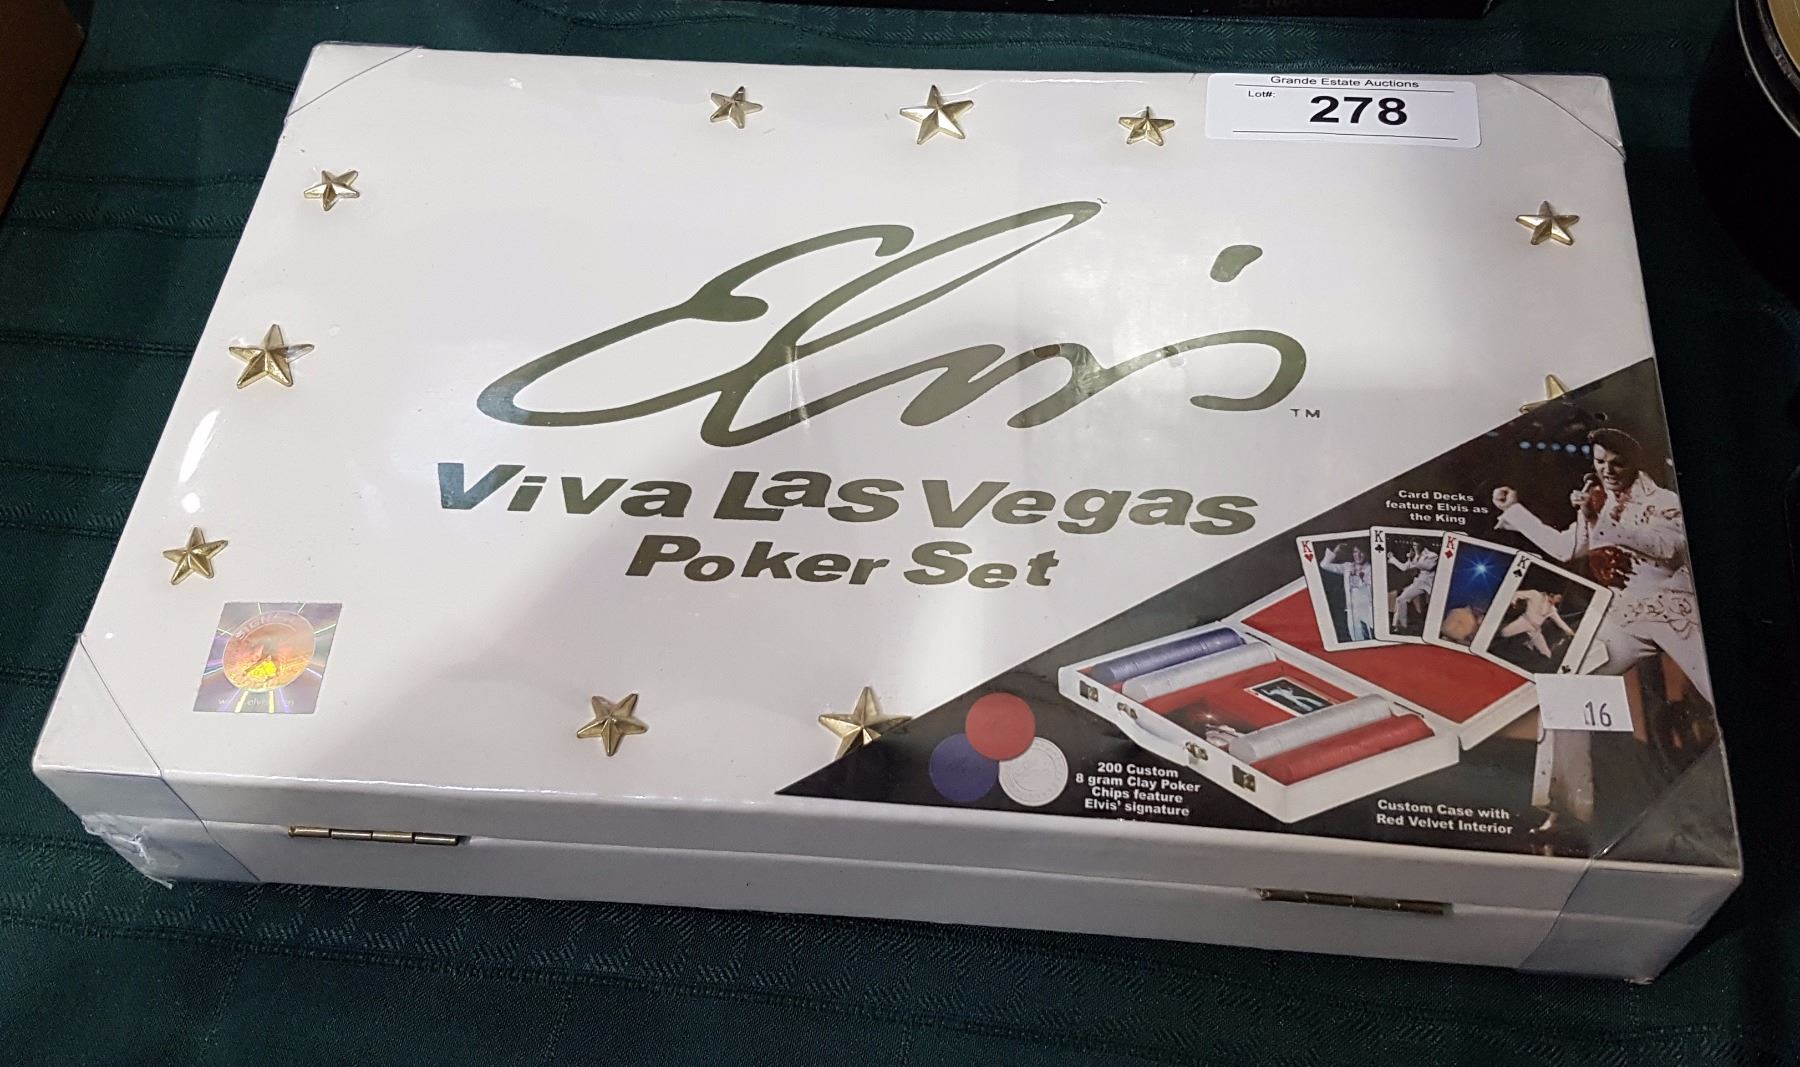 Grande Estate Auctions
Lot#: 278
Elvis TM
Viva Las Vegas
Poker Set
Card Decks
feature Elvis as
the King
K
K
K
K
16
200 Custom
8 gram Clay Poker
Chips feature
Elvis' signature
Custom Case with
Red Velvet Interior